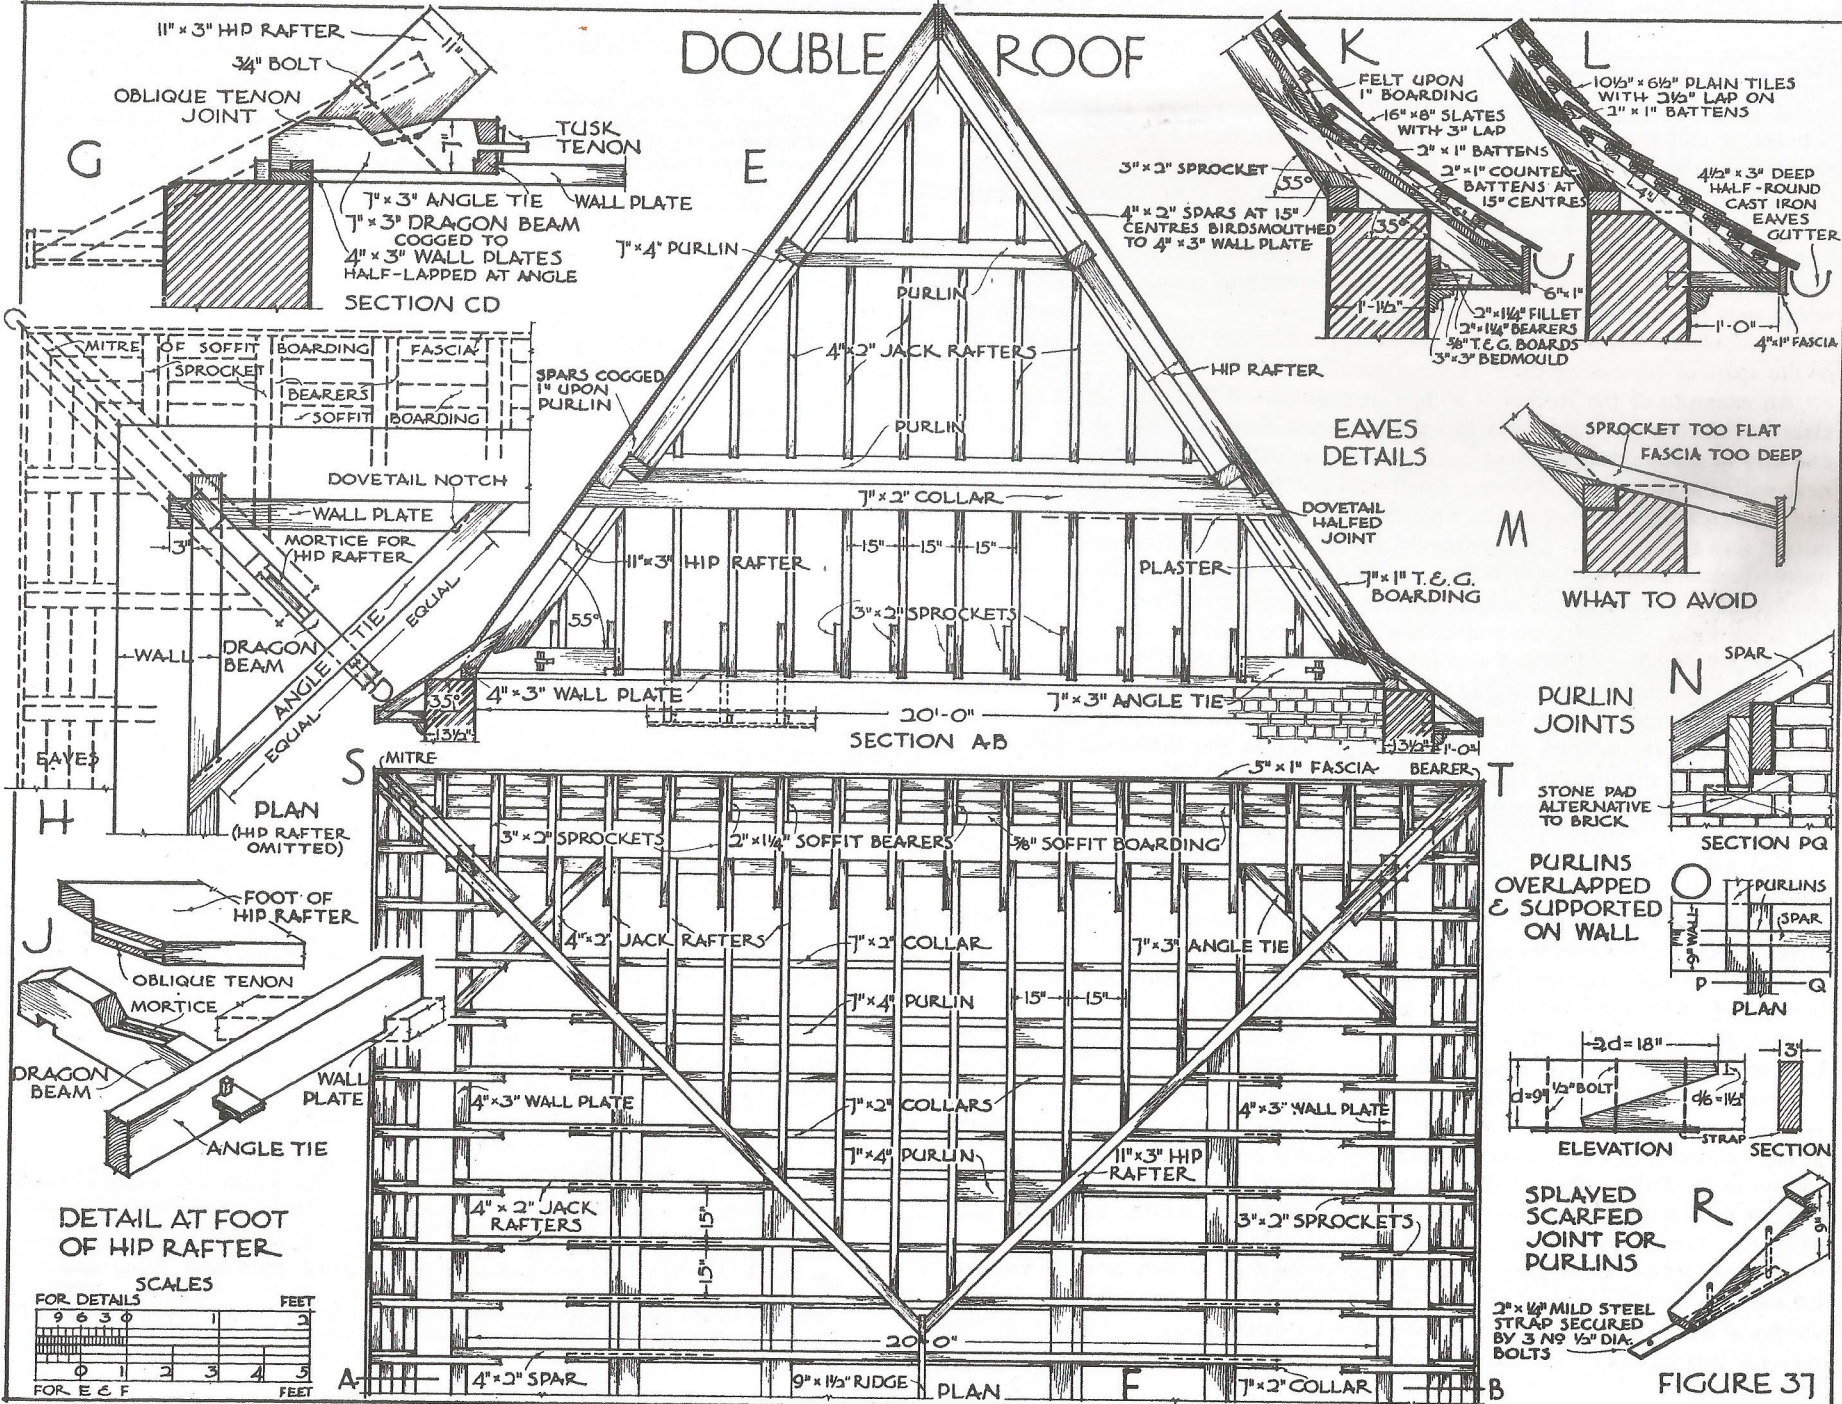 DOUBLE ROOF
G
11" × 3" HIP RAFTER
11"
3/4" BOLT
OBLIQUE TENON
JOINT
7"
TUSK
TENON
7" × 3" ANGLE TIE
WALL PLATE
7" × 3" DRAGON BEAM
COGGED TO
4" × 3" WALL PLATES
HALF-LAPPED AT ANGLE
SECTION CD
E
7" × 4" PURLIN
PURLIN
4" × 2" JACK RAFTERS
SPARS COGGED
1" UPON
PURLIN
PURLIN
7" × 2" COLLAR
4" × 2" SPARS AT 15"
CENTRES BIRDSMOUTHED
TO 4" × 3" WALL PLATE
HIP RAFTER
DOVETAIL
HALFED
JOINT
15" 15" 15"
11" × 3" HIP RAFTER
PLASTER
7" × 1" T. & G.
BOARDING
55°
3" × 2" SPROCKETS
35°
4" × 3" WALL PLATE
7" × 3" ANGLE TIE
20'-0"
13½"
13½"
1'-0"
SECTION A-B
K
FELT UPON
1" BOARDING
16" × 8" SLATES
WITH 3" LAP
2" × 1" BATTENS
2" × 1" COUNTER-
BATTENS AT
15" CENTRES
3" × 2" SPROCKET
55°
35°
6"
6" × 1"
1'-1½"
2" × 1¼" FILLET
2" × 1¼" BEARERS
5/8" T. & G. BOARDS
3" × 3" BEDMOULD
L
10½" × 6½" PLAIN TILES
WITH 2½" LAP ON
2" × 1" BATTENS
4½" × 3" DEEP
HALF-ROUND
CAST IRON
EAVES
GUTTER
4"
1'-0"
4" × 1" FASCIA
EAVES
DETAILS
M
SPROCKET TOO FLAT
FASCIA TOO DEEP
WHAT TO AVOID
C
MITRE OF SOFFIT BOARDING
FASCIA
SPROCKET
BEARERS
SOFFIT BOARDING
DOVETAIL NOTCH
WALL PLATE
3"
MORTICE FOR
HIP RAFTER
WALL
DRAGON
BEAM
ANGLE TIE
EQUAL
EQUAL
D
EAVES
H
PLAN
(HIP RAFTER
OMITTED)
J
FOOT OF
HIP RAFTER
OBLIQUE TENON
MORTICE
DRAGON
BEAM
WALL
PLATE
ANGLE TIE
DETAIL AT FOOT
OF HIP RAFTER
SCALES
FOR DETAILS FEET
9 6 3 0 1 2
0 1 2 3 4 5
FOR E & F FEET
S
MITRE
5" × 1" FASCIA
BEARER
T
3" × 2" SPROCKETS
2" × 1¼" SOFFIT BEARERS
5/8" SOFFIT BOARDING
4" × 2" JACK RAFTERS
7" × 2" COLLAR
7" × 3" ANGLE TIE
7" × 4" PURLIN
15" 15"
4" × 3" WALL PLATE
7" × 2" COLLARS
4" × 3" WALL PLATE
7" × 4" PURLIN
11" × 3" HIP
RAFTER
4" × 2" JACK
RAFTERS
15"
15"
3" × 2" SPROCKETS
20'-0"
A
4" × 2" SPAR
9" × 1½" RIDGE
PLAN
F
7" × 2" COLLAR
B
PURLIN
JOINTS
N
SPAR
STONE PAD
ALTERNATIVE
TO BRICK
SECTION PQ
PURLINS
OVERLAPPED
& SUPPORTED
ON WALL
O
PURLINS
SPAR
9" WALL
P Q
PLAN
2d = 18"
3"
d = 9"
½" BOLT
d/6 = 1½"
STRAP
ELEVATION
SECTION
SPLAYED
SCARFED
JOINT FOR
PURLINS
R
9"
2" × ¼" MILD STEEL
STRAP SECURED
BY 3 Nº ½" DIA.
BOLTS
FIGURE 37